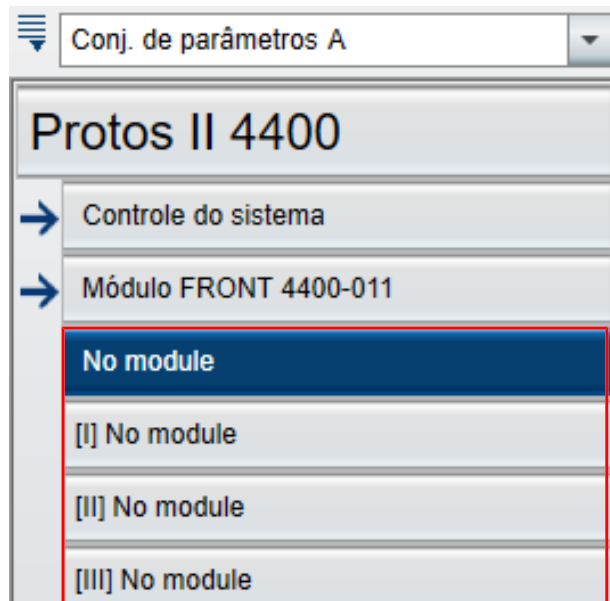 Conj. de parâmetros A
Protos II 4400
Controle do sistema
Módulo FRONT 4400-011
No module
[I] No module
[II] No module
[III] No module